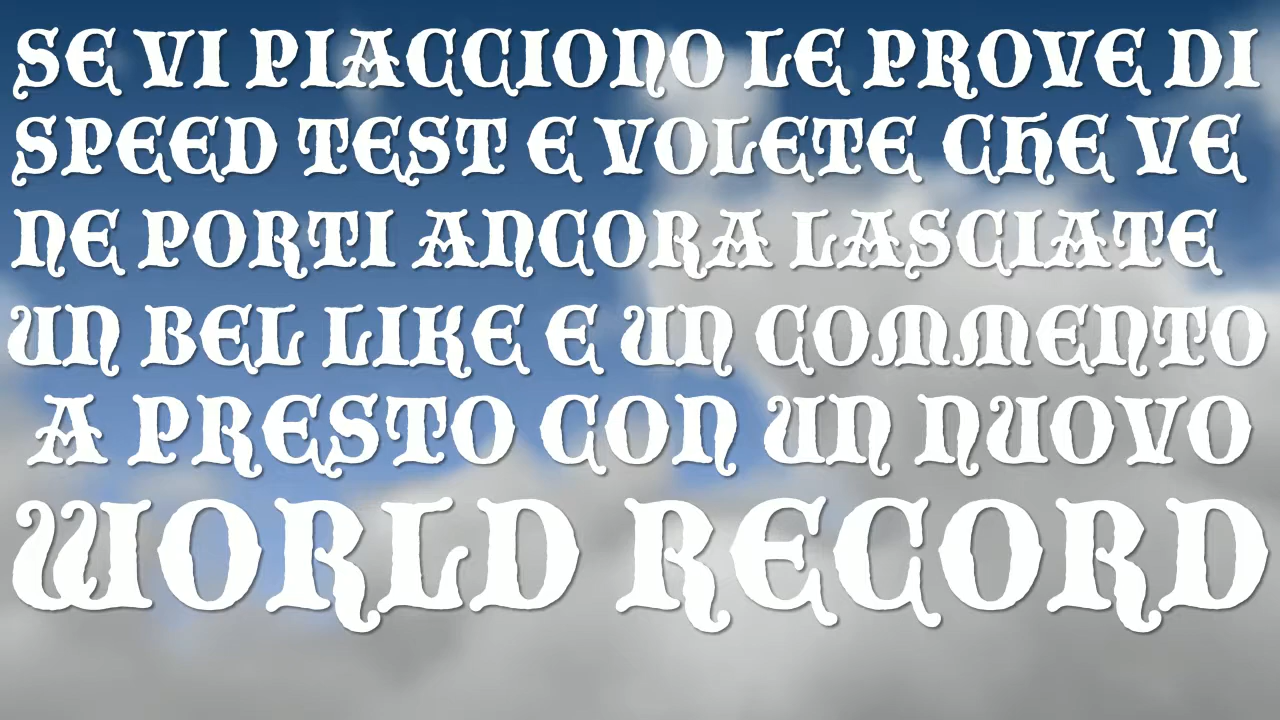 SE VI PIACCIONO LE PROVE DI
SPEED TEST E VOLETE CHE VE
NE PORTI ANCORA LASCIATE
UN BEL LIKE E UN COMMENTO
A PRESTO CON UN NUOVO
WORLD RECORD